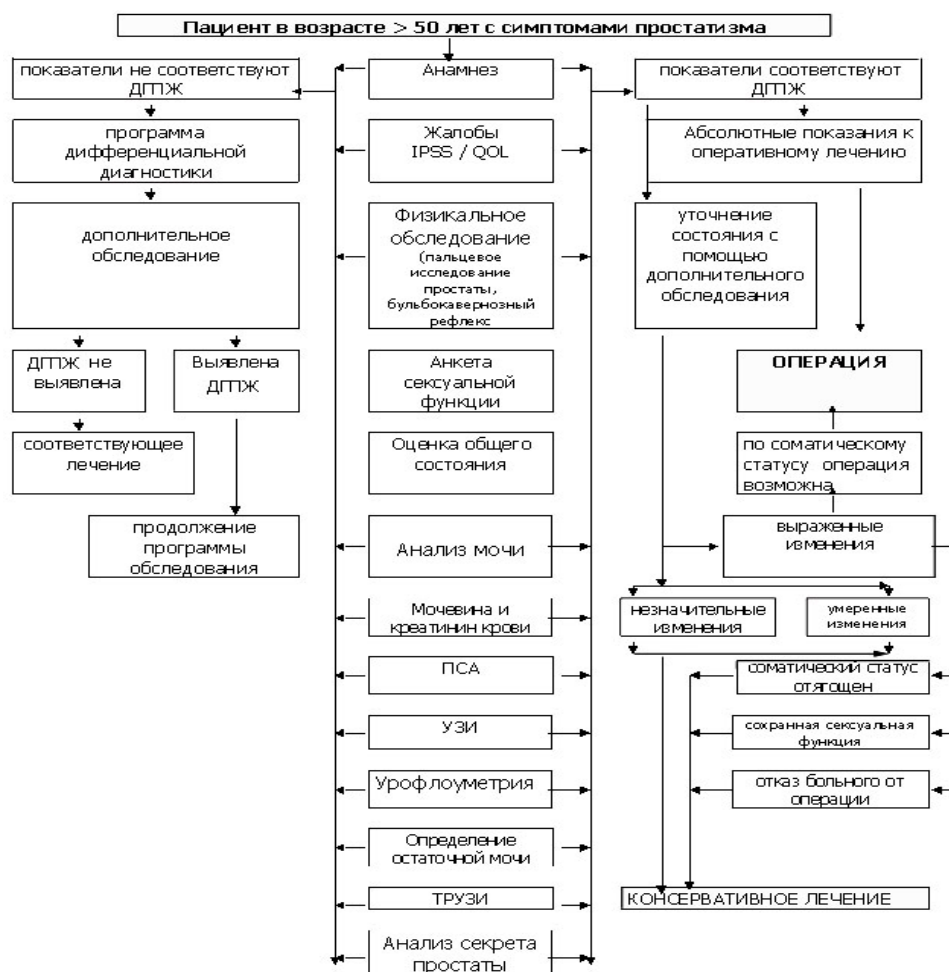 Пациент в возрасте > 50 лет с симптомами простатизма
показатели не соответствуют
ДГПЖ
программа
дифференциальной
диагностики
дополнительное
обследование
ДГПЖ не
выявлена
Выявлена
ДГПЖ
соответствующее
лечение
продолжение
программы
обследования
Анамнез
Жалобы
IPSS / QOL
Физикальное
обследование
(пальцевое
исследование
простаты,
бульбокавернозный
рефлекс
Анкета
сексуальной
функции
Оценка общего
состояния
Анализ мочи
Мочевина и
креатинин крови
ПСА
УЗИ
Урофлоуметрия
Определение
остаточной мочи
ТРУЗИ
Анализ секрета
простаты
показатели соответствуют
ДГПЖ
Абсолютные показания к
оперативному лечению
уточнение
состояния с
помощью
дополнительного
обследования
ОПЕРАЦИЯ
по соматическому
статусу операция
возможна
выраженные
изменения
незначительные
изменения
умеренные
изменения
соматический статус
отягощен
сохранная сексуальная
функция
отказ больного от
операции
КОНСЕРВАТИВНОЕ ЛЕЧЕНИЕ